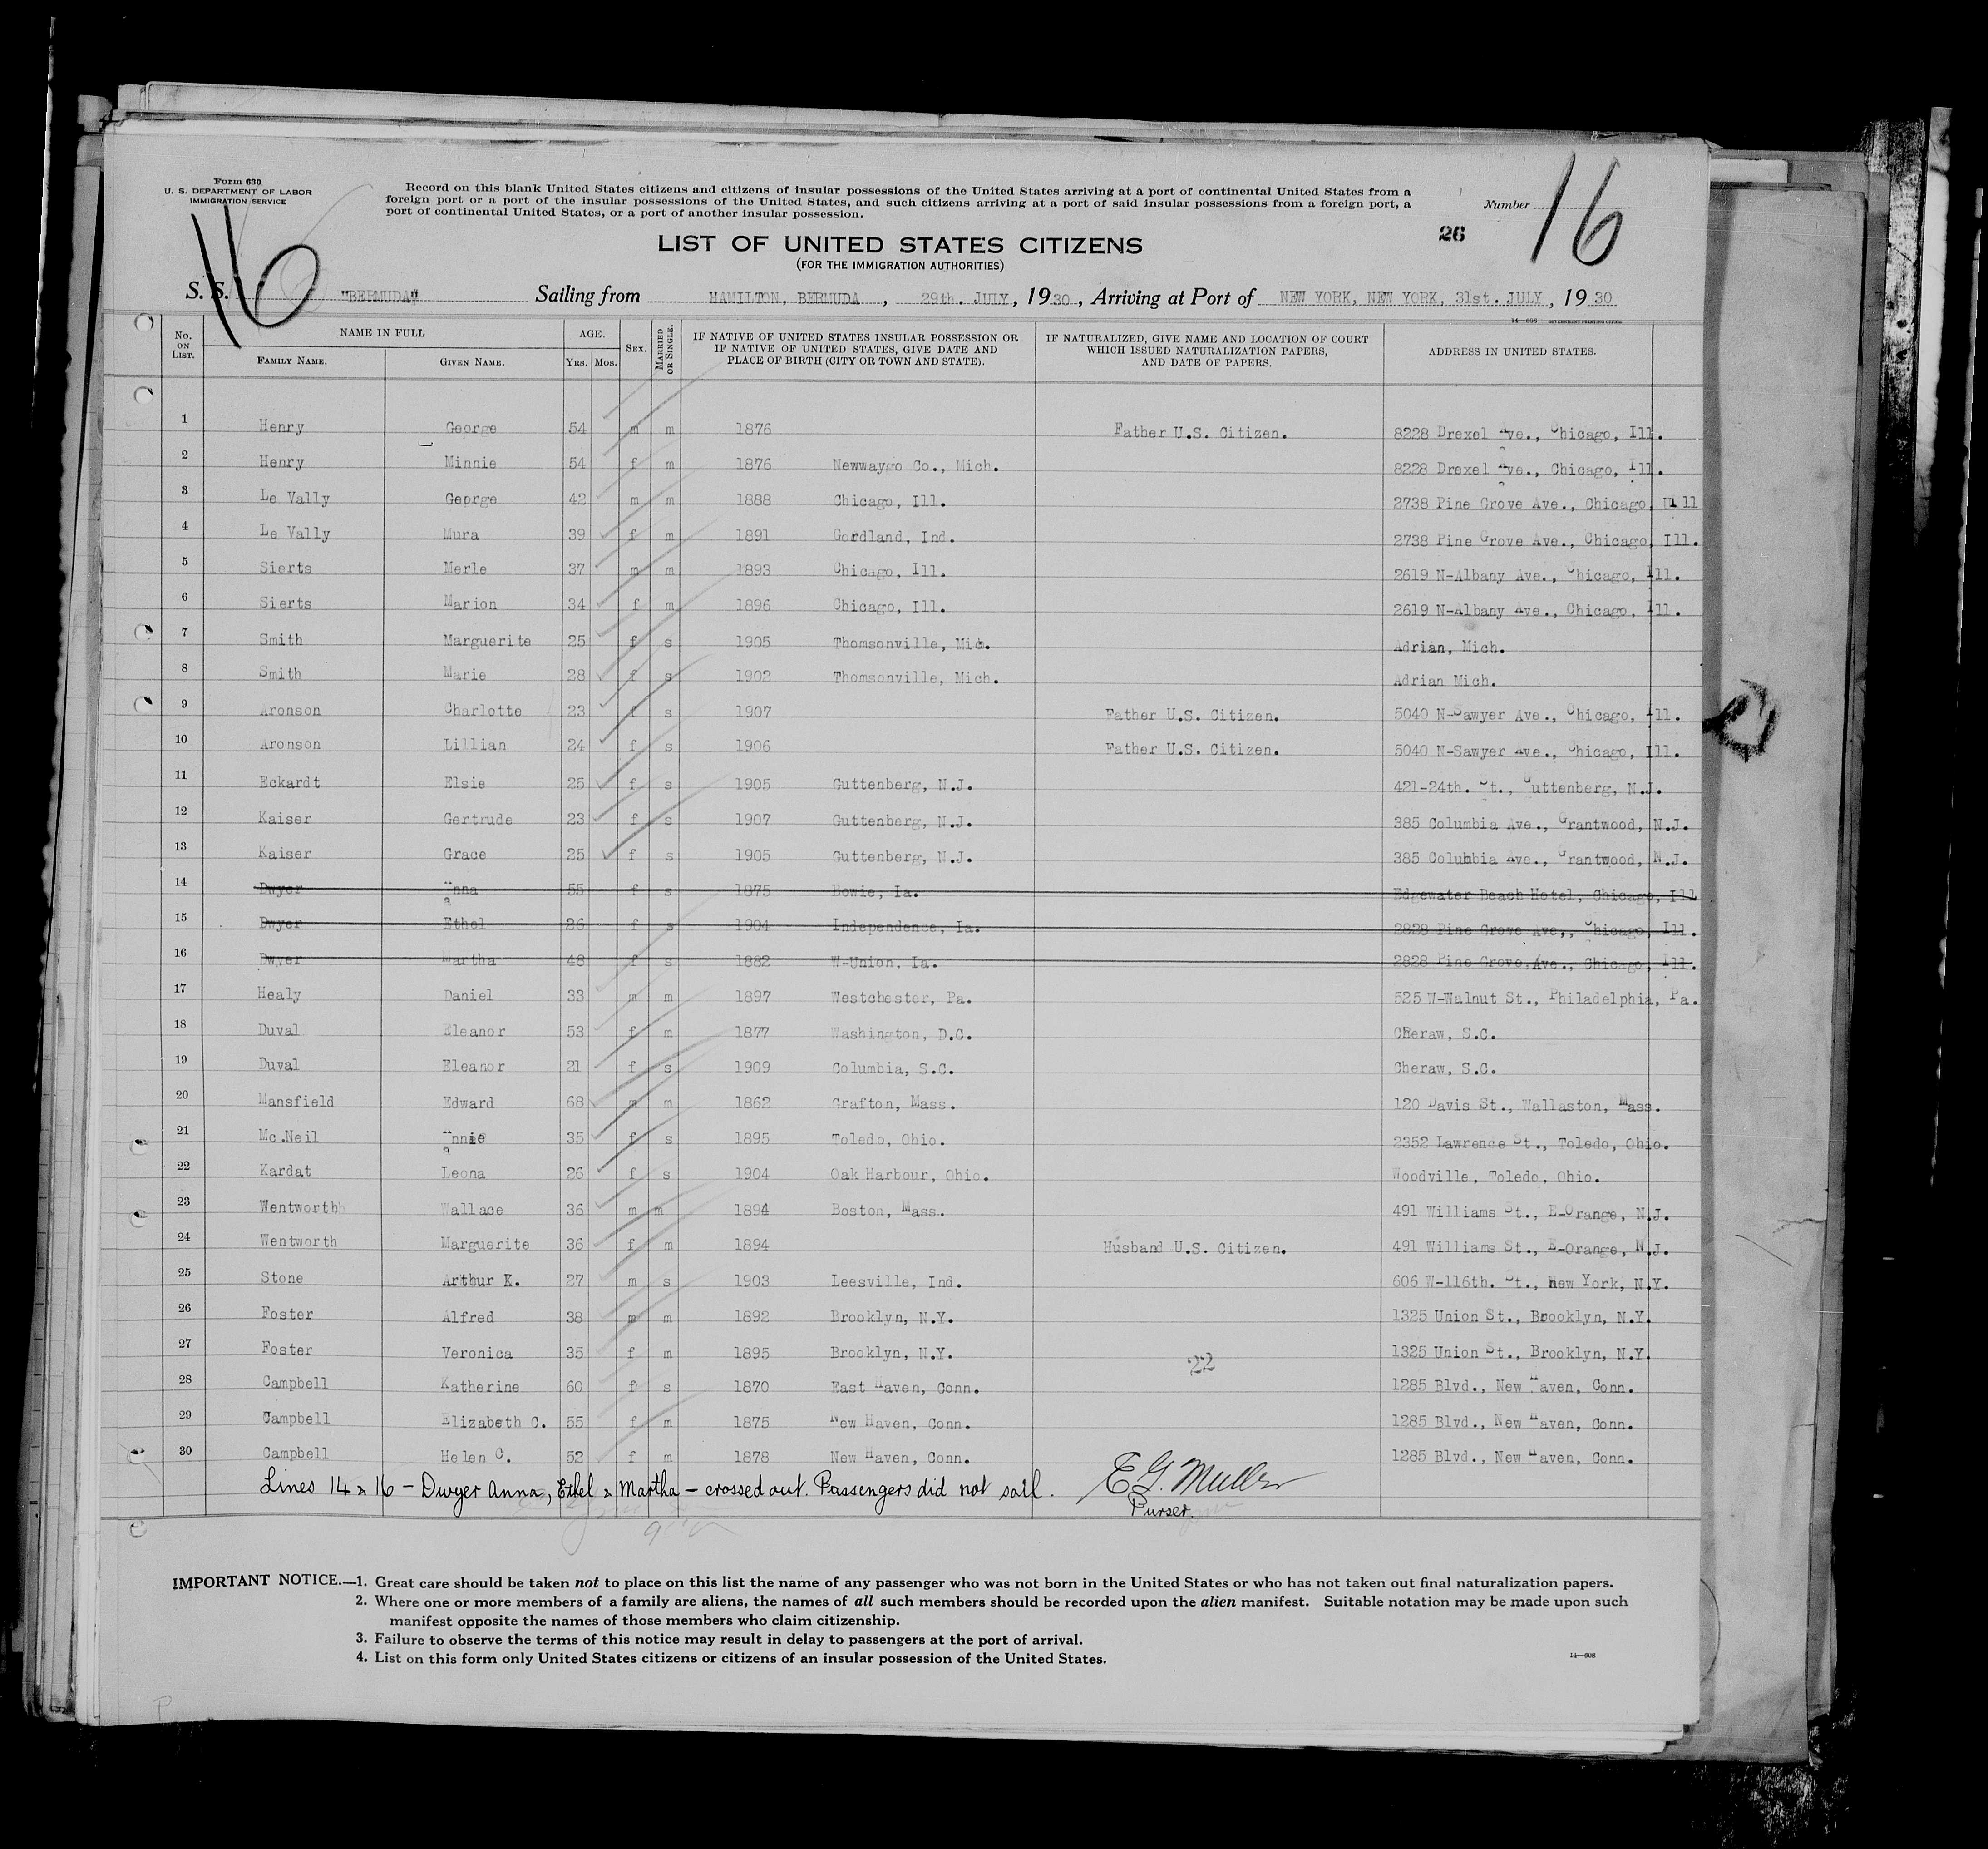 Form 630
U. S. DEPARTMENT OF LABOR
IMMIGRATION SERVICE
Record on this blank United States citizens and citizens of insular possessions of the United States arriving at a port of continental United States from a
foreign port or a port of the insular possessions of the United States, and such citizens arriving at a port of said insular possessions from a foreign port, a
port of continental United States, or a port of another insular possession.
Number 16
26
16
LIST OF UNITED STATES CITIZENS
(FOR THE IMMIGRATION AUTHORITIES)
S. S. "BERMUDA" Sailing from HAMILTON, BERMUDA , 29th. JULY , 19 30 , Arriving at Port of NEW YORK, NEW YORK, 31st. JULY , 19 30
14—608 GOVERNMENT PRINTING OFFICE
No. ON LIST. NAME IN FULL AGE. SEX. MARRIED OR SINGLE. IF NATIVE OF UNITED STATES INSULAR POSSESSION OR IF NATIVE OF UNITED STATES, GIVE DATE AND PLACE OF BIRTH (CITY OR TOWN AND STATE). IF NATURALIZED, GIVE NAME AND LOCATION OF COURT WHICH ISSUED NATURALIZATION PAPERS, AND DATE OF PAPERS. ADDRESS IN UNITED STATES.
FAMILY NAME. GIVEN NAME. YRS. MOS.
1 Henry George 54 m m 1876 Father U.S. Citizen. 8228 Drexel Ave., Chicago, Ill.
2 Henry Minnie 54 f m 1876 Newwaygo Co., Mich. 8228 Drexel Ave., Chicago, Ill.
3 Le Vally George 42 m m 1888 Chicago, Ill. 2738 Pine Grove Ave., Chicago, Ill
4 Le Vally Mura 39 f m 1891 Gordland, Ind. 2738 Pine Grove Ave., Chicago, Ill.
5 Sierts Merle 37 m m 1893 Chicago, Ill. 2619 N-Albany Ave., Chicago, Ill.
6 Sierts Marion 34 f m 1896 Chicago, Ill. 2619 N-Albany Ave., Chicago, Ill.
7 Smith Marguerite 25 f s 1905 Thomsonville, Mich. Adrian, Mich.
8 Smith Marie 28 f s 1902 Thomsonville, Mich. Adrian Mich.
9 Aronson Charlotte 23 f s 1907 Father U.S. Citizen. 5040 N-Sawyer Ave., Chicago, Ill.
10 Aronson Lillian 24 f s 1906 Father U.S. Citizen. 5040 N-Sawyer Ave., Chicago, Ill.
11 Eckardt Elsie 25 f s 1905 Guttenberg, N.J. 421-24th. St., Guttenberg, N.J.
12 Kaiser Gertrude 23 f s 1907 Guttenberg, N.J. 385 Columbia Ave., Grantwood, N.J.
13 Kaiser Grace 25 f s 1905 Guttenberg, N.J. 385 Columbia Ave., Grantwood, N.J.
14 Dwyer Anna 55 f s 1875 Bowie, Ia. Edgewater Beach Hotel, Chicago, Ill
15 Dwyer Ethel 26 f s 1904 Independence, Ia. 2828 Pine Grove Ave., Chicago, Ill.
16 Dwyer Martha 48 f s 1882 W-Union, Ia. 2828 Pine Grove Ave., Chicago, Ill.
17 Healy Daniel 33 m m 1897 Westchester, Pa. 525 W-Walnut St., Philadelphia, Pa.
18 Duval Eleanor 53 f m 1877 Washington, D.C. Cheraw, S.C.
19 Duval Eleanor 21 f s 1909 Columbia, S.C. Cheraw, S.C.
20 Mansfield Edward 68 m m 1862 Grafton, Mass. 120 Davis St., Wallaston, Mass.
21 Mc.Neil Annie 35 f s 1895 Toledo, Ohio. 2352 Lawrence St., Toledo, Ohio.
22 Kardat Leona 26 f s 1904 Oak Harbour, Ohio. Woodville, Toledo, Ohio.
23 Wentworth Wallace 36 m m 1894 Boston, Mass. 491 Williams St., E-Orange, N.J.
24 Wentworth Marguerite 36 f m 1894 Husband U.S. Citizen. 491 Williams St., E-Orange, N.J.
25 Stone Arthur K. 27 m s 1903 Leesville, Ind. 606 W-116th. St., New York, N.Y.
26 Foster Alfred 38 m m 1892 Brooklyn, N.Y. 1325 Union St., Brooklyn, N.Y.
27 Foster Veronica 35 f m 1895 Brooklyn, N.Y. 1325 Union St., Brooklyn, N.Y.
22
28 Campbell Katherine 60 f s 1870 East Haven, Conn. 1285 Blvd., New Haven, Conn.
29 Campbell Elizabeth C. 55 f m 1875 New Haven, Conn. 1285 Blvd., New Haven, Conn.
30 Campbell Helen C. 52 f m 1878 New Haven, Conn. 1285 Blvd., New Haven, Conn.
Lines 14 & 16 – Dwyer Anna, Ethel & Martha – crossed out. Passengers did not sail. E G. Muller
Purser.
IMPORTANT NOTICE.—1. Great care should be taken not to place on this list the name of any passenger who was not born in the United States or who has not taken out final naturalization papers.
2. Where one or more members of a family are aliens, the names of all such members should be recorded upon the alien manifest. Suitable notation may be made upon such
manifest opposite the names of those members who claim citizenship.
3. Failure to observe the terms of this notice may result in delay to passengers at the port of arrival.
4. List on this form only United States citizens or citizens of an insular possession of the United States.
14—608